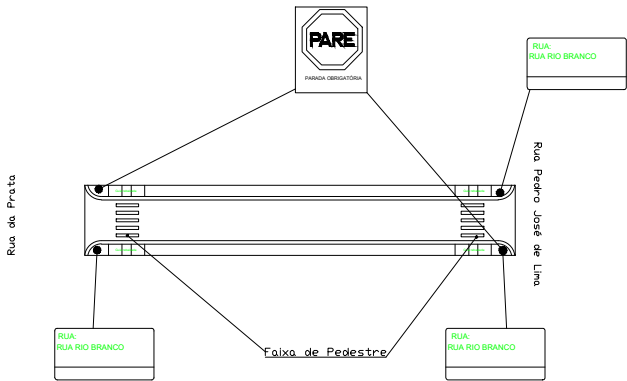 PARE
PARADA OBRIGATÓRIA
RUA:
RUA RIO BRANCO
Rua da Prata
Rua Pedro José de Lima
Faixa de Pedestre
RUA:
RUA RIO BRANCO
RUA:
RUA RIO BRANCO